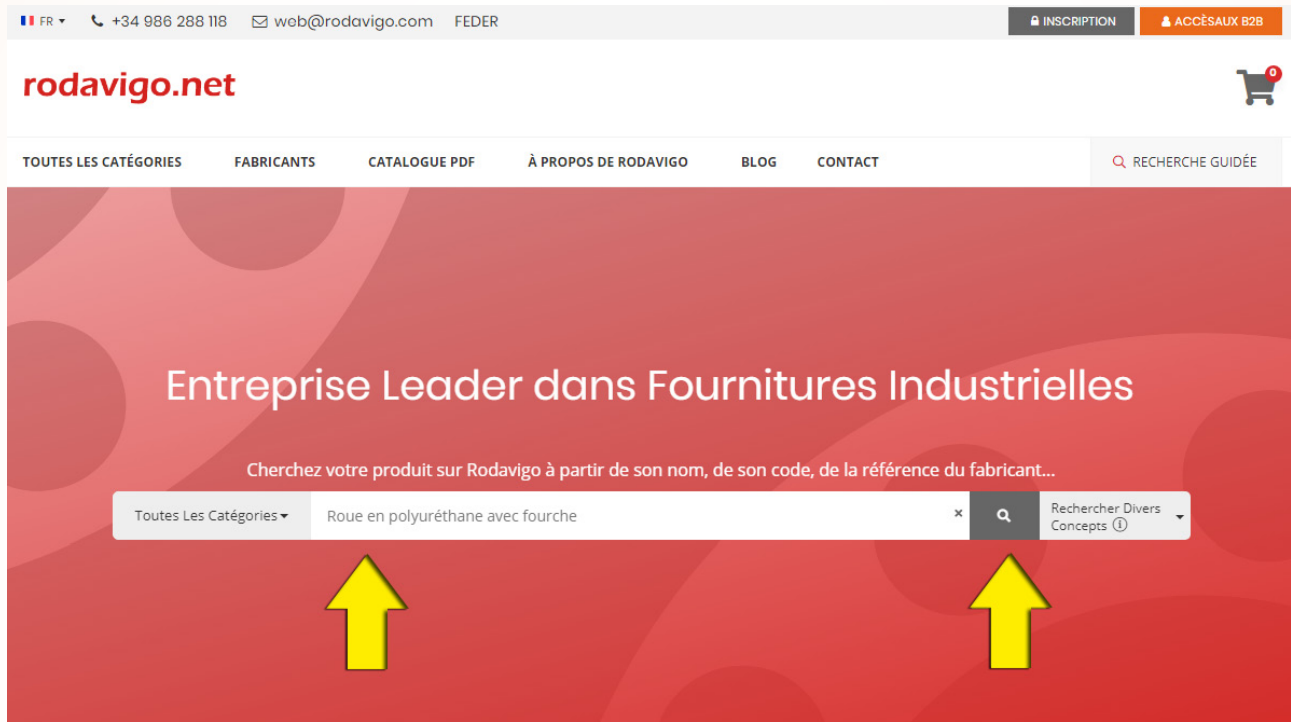 FR +34 986 288 118 web@rodavigo.com FEDER INSCRIPTION ACCÈSAUX B2B
rodavigo.net 0
TOUTES LES CATÉGORIES FABRICANTS CATALOGUE PDF À PROPOS DE RODAVIGO BLOG CONTACT RECHERCHE GUIDÉE
Entreprise Leader dans Fournitures Industrielles
Cherchez votre produit sur Rodavigo à partir de son nom, de son code, de la référence du fabricant...
Toutes Les Catégories Roue en polyuréthane avec fourche × Rechercher Divers
Concepts ⓘ